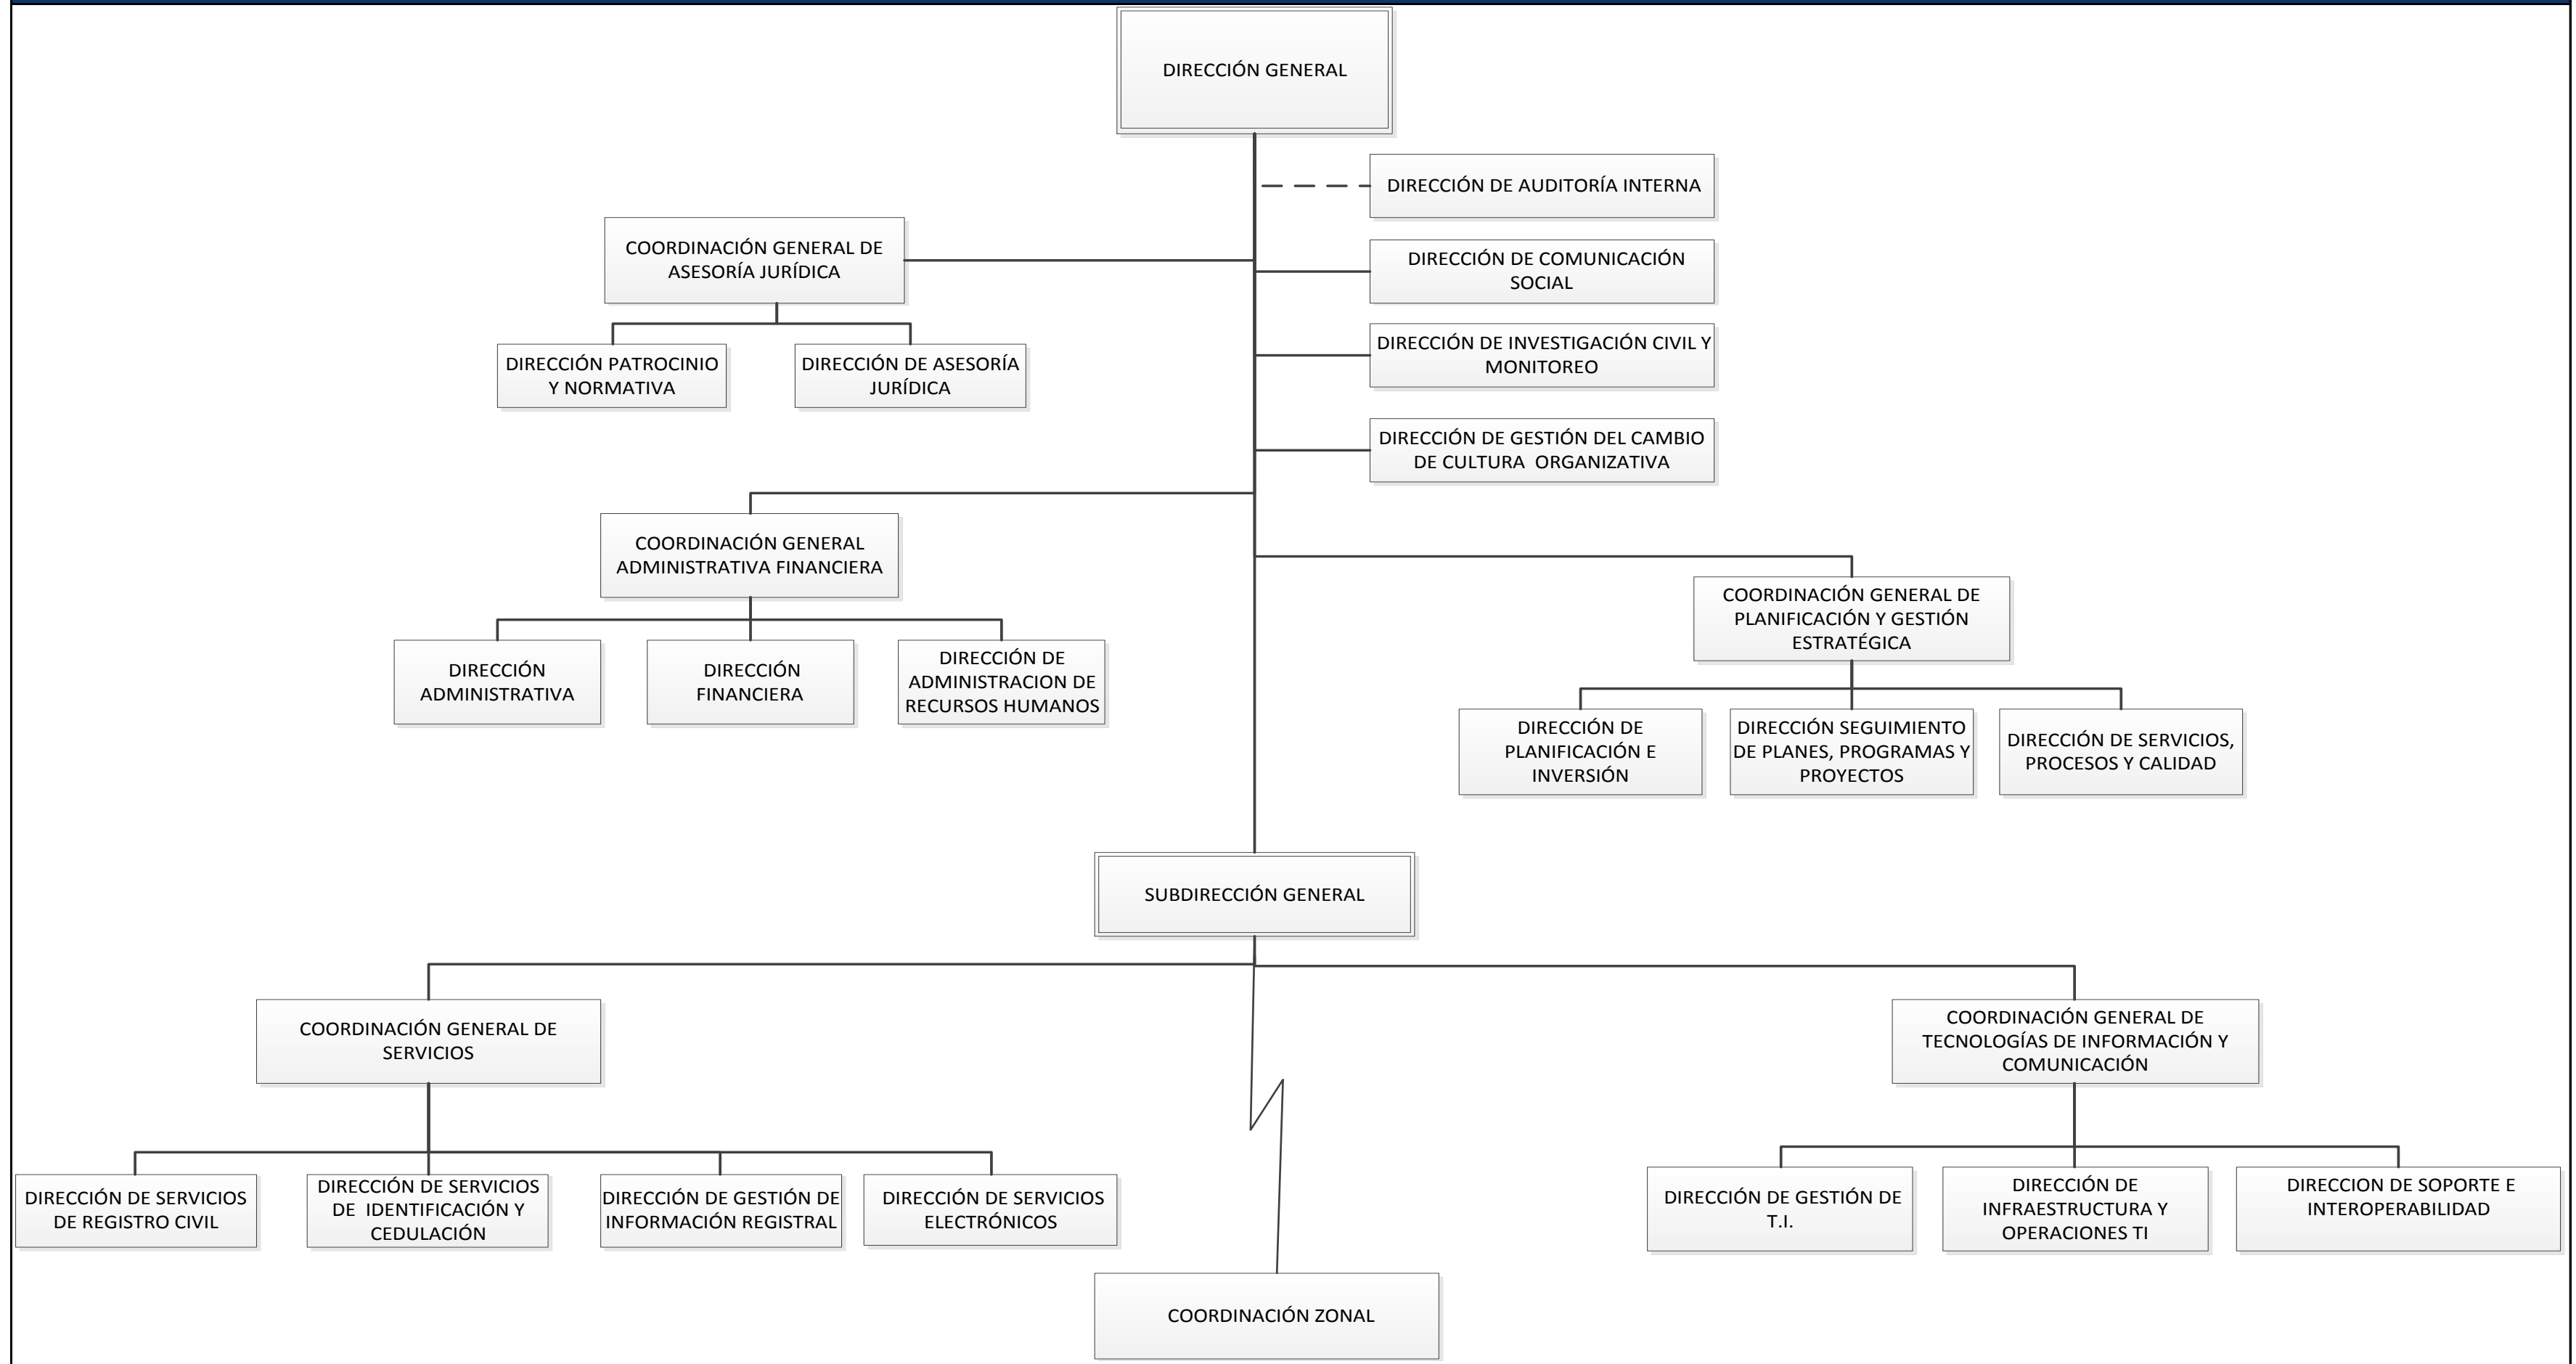 DIRECCIÓN GENERAL
DIRECCIÓN DE AUDITORÍA INTERNA
COORDINACIÓN GENERAL DE
ASESORÍA JURÍDICA
DIRECCIÓN DE COMUNICACIÓN
SOCIAL
DIRECCIÓN DE INVESTIGACIÓN CIVIL Y
MONITOREO
DIRECCIÓN PATROCINIO
Y NORMATIVA
DIRECCIÓN DE ASESORÍA
JURÍDICA
DIRECCIÓN DE GESTIÓN DEL CAMBIO
DE CULTURA ORGANIZATIVA
COORDINACIÓN GENERAL
ADMINISTRATIVA FINANCIERA
COORDINACIÓN GENERAL DE
PLANIFICACIÓN Y GESTIÓN
ESTRATÉGICA
DIRECCIÓN
ADMINISTRATIVA
DIRECCIÓN
FINANCIERA
DIRECCIÓN DE
ADMINISTRACION DE
RECURSOS HUMANOS
DIRECCIÓN DE
PLANIFICACIÓN E
INVERSIÓN
DIRECCIÓN SEGUIMIENTO
DE PLANES, PROGRAMAS Y
PROYECTOS
DIRECCIÓN DE SERVICIOS,
PROCESOS Y CALIDAD
SUBDIRECCIÓN GENERAL
COORDINACIÓN GENERAL DE
SERVICIOS
COORDINACIÓN GENERAL DE
TECNOLOGÍAS DE INFORMACIÓN Y
COMUNICACIÓN
DIRECCIÓN DE SERVICIOS
DE REGISTRO CIVIL
DIRECCIÓN DE SERVICIOS
DE IDENTIFICACIÓN Y
CEDULACIÓN
DIRECCIÓN DE GESTIÓN DE
INFORMACIÓN REGISTRAL
DIRECCIÓN DE SERVICIOS
ELECTRÓNICOS
DIRECCIÓN DE GESTIÓN DE
T.I.
DIRECCIÓN DE
INFRAESTRUCTURA Y
OPERACIONES TI
DIRECCION DE SOPORTE E
INTEROPERABILIDAD
COORDINACIÓN ZONAL